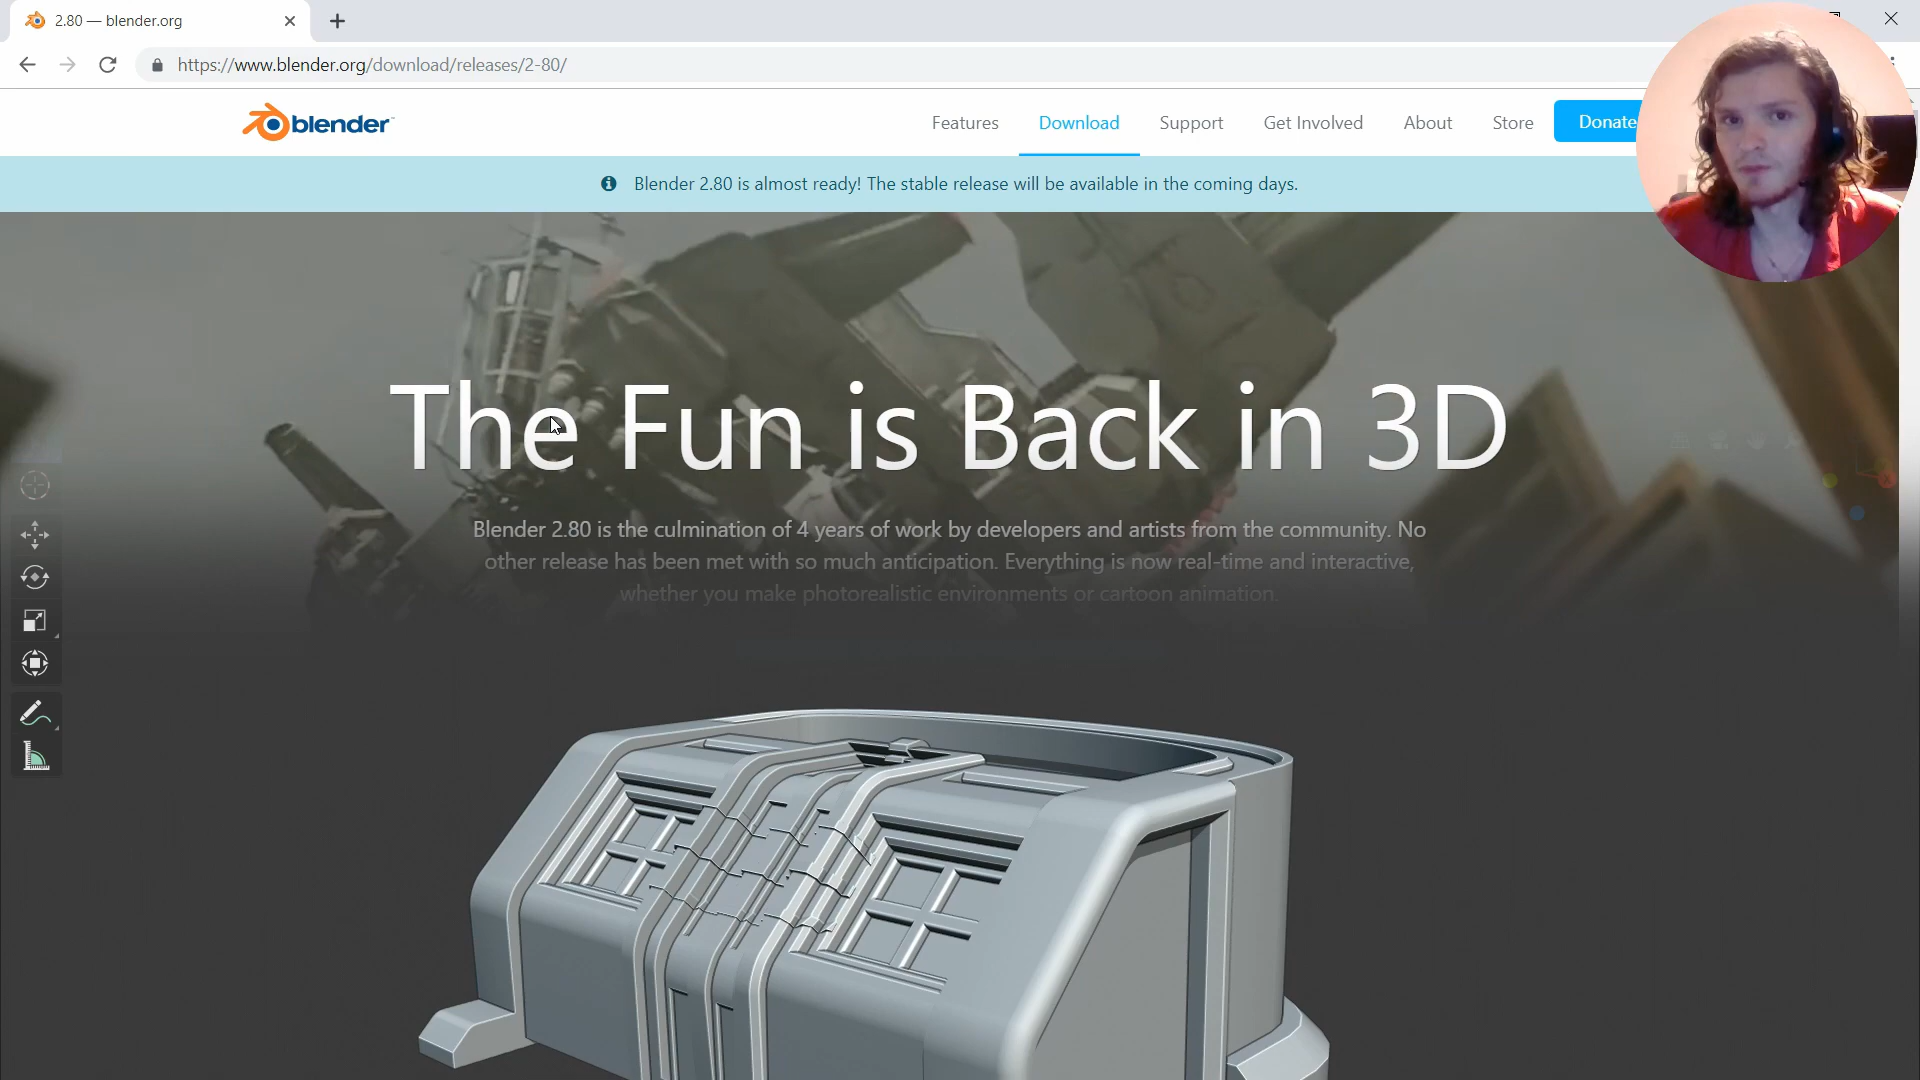 2.80 — blender.org
https://www.blender.org/download/releases/2-80/
blender
Features
Download
Support
Get Involved
About
Store
Donate
Blender 2.80 is almost ready! The stable release will be available in the coming days.
The Fun is Back in 3D
Blender 2.80 is the culmination of 4 years of work by developers and artists from the community. No
other release has been met with so much anticipation. Everything is now real-time and interactive,
whether you make photorealistic environments or cartoon animation.
X